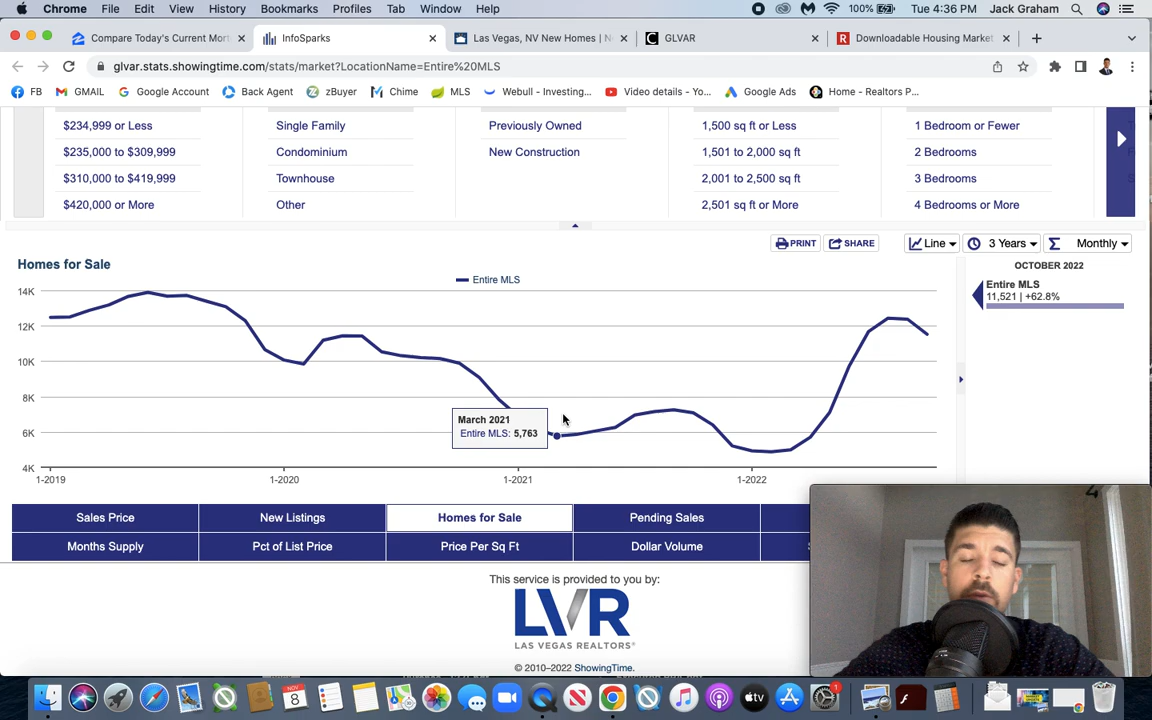 Chrome File Edit View History Bookmarks Profiles Tab Window Help 100% Tue 4:36 PM Jack Graham
Compare Today's Current Mort InfoSparks Las Vegas, NV New Homes | N GLVAR Downloadable Housing Market
glvar.stats.showingtime.com/stats/market?LocationName=Entire%20MLS
FB GMAIL Google Account Back Agent zBuyer Chime MLS Webull - Investing... Video details - Yo... Google Ads Home - Realtors P...
$234,999 or Less Single Family Previously Owned 1,500 sq ft or Less 1 Bedroom or Fewer
$235,000 to $309,999 Condominium New Construction 1,501 to 2,000 sq ft 2 Bedrooms
$310,000 to $419,999 Townhouse 2,001 to 2,500 sq ft 3 Bedrooms
$420,000 or More Other 2,501 sq ft or More 4 Bedrooms or More
PRINT SHARE Line 3 Years Σ Monthly
Homes for Sale
Entire MLS
OCTOBER 2022
Entire MLS
11,521 | +62.8%
14K
12K
10K
8K
6K
4K
March 2021
Entire MLS: 5,763
1-2019 1-2020 1-2021 1-2022
Sales Price New Listings Homes for Sale Pending Sales
Months Supply Pct of List Price Price Per Sq Ft Dollar Volume
This service is provided to you by:
LVR
LAS VEGAS REALTORS®
© 2010–2022 ShowingTime.
NOV
8
1